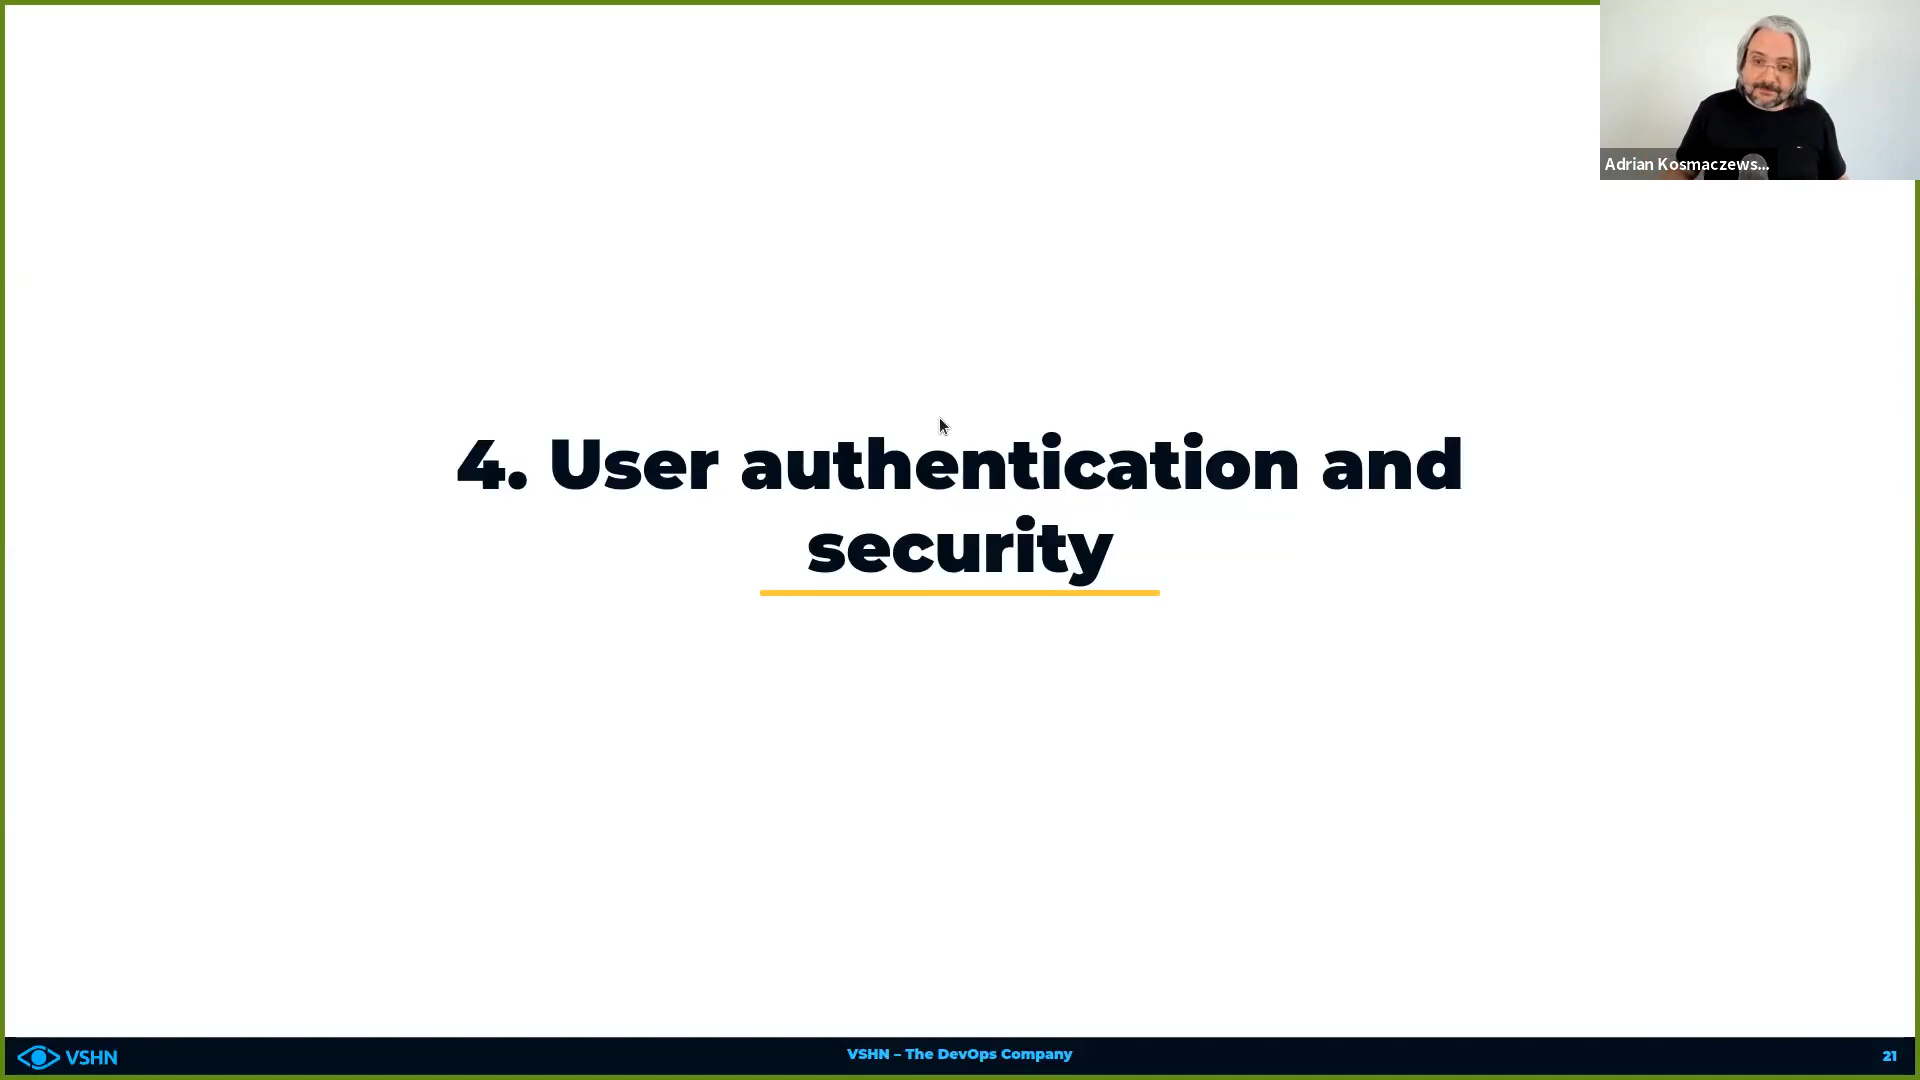 Adrian Kosmaczews...
4. User authentication and
security
VSHN
VSHN – The DevOps Company
21